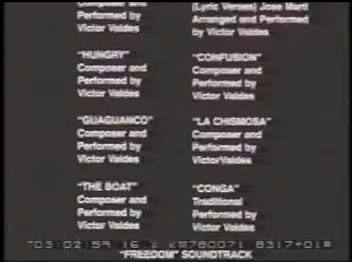 Composer and
Performed by
Victor Valdes
(Lyric Verses) Jose Marti
Arranged and Performed
by Victor Valdes
"HUNGRY"
Composer and
Performed by
Victor Valdes
"CONFUSION"
Composer and
Performed by
Victor Valdes
"GUAGUANCO"
Composer and
Performed by
Victor Valdes
"LA CHISMOSA"
Composer and
Performed by
VictorValdes
"THE BOAT"
Composer and
Performed by
Victor Valdes
"CONGA"
Traditional
Performed by
Victor Valdes
"FREEDOM" SOUNDTRACK